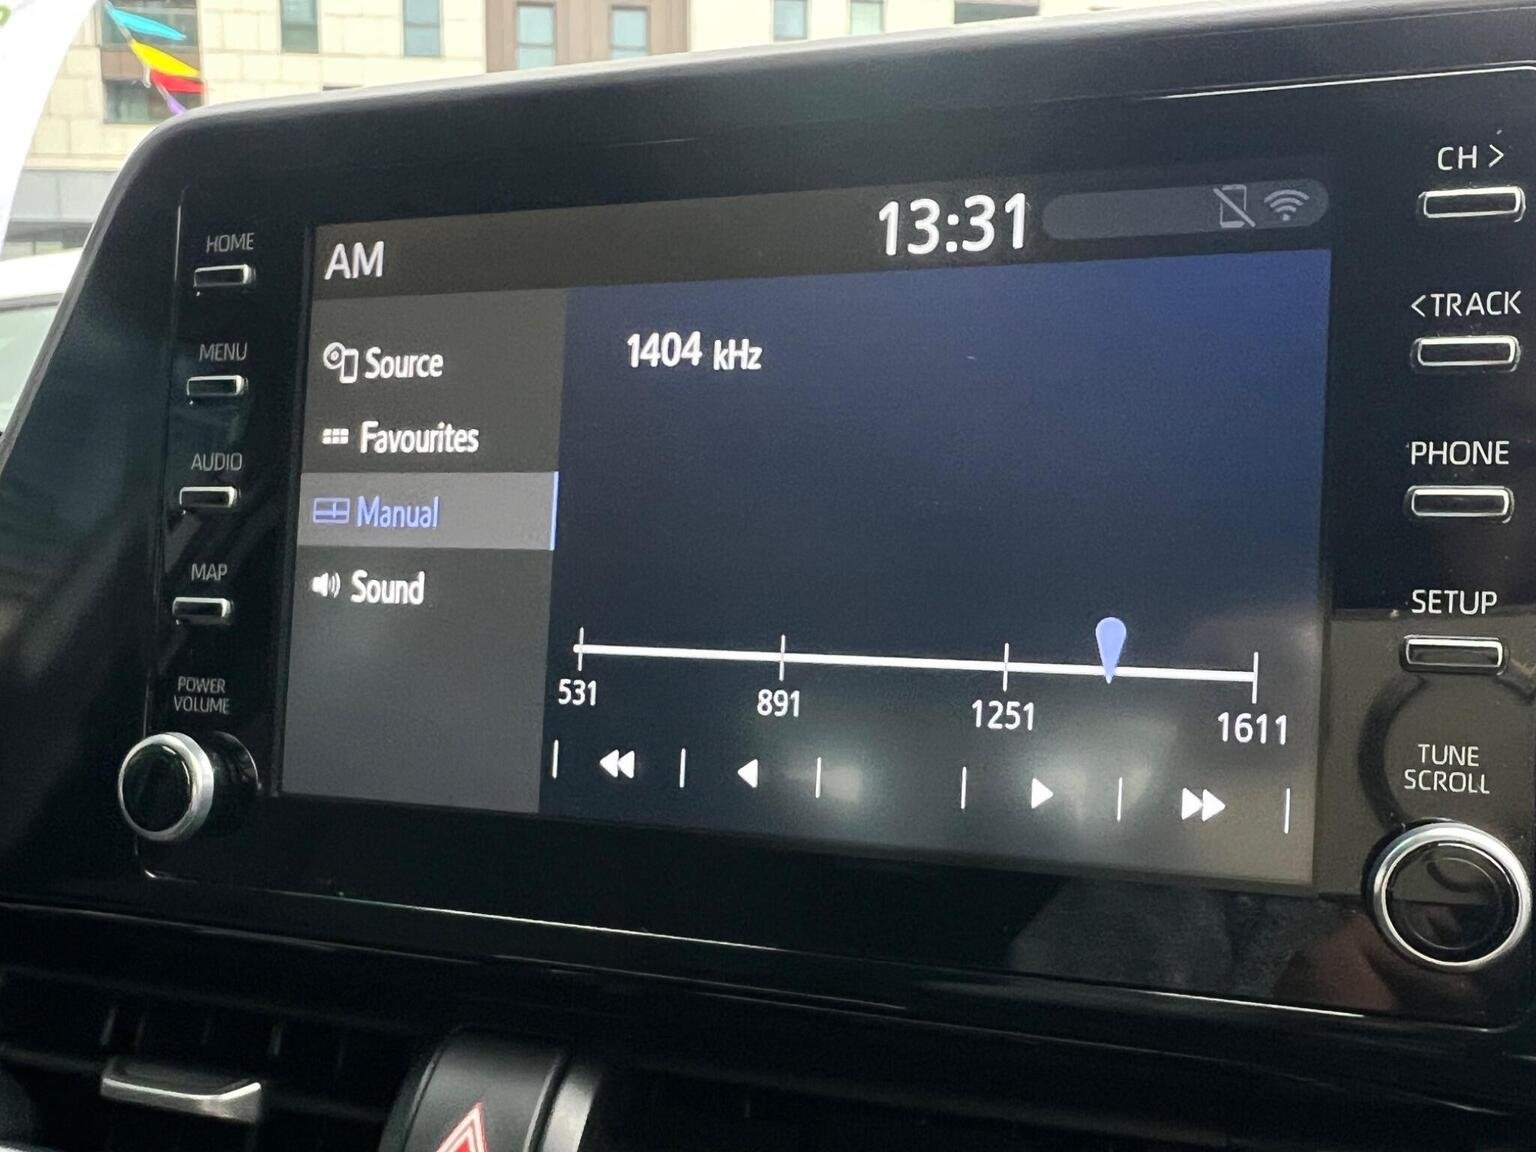 HOME
MENU
AUDIO
MAP
POWER
VOLUME
AM
13:31
Source
Favourites
Manual
Sound
1404 kHz
531
891
1251
1611
CH >
<TRACK
PHONE
SETUP
TUNE
SCROLL